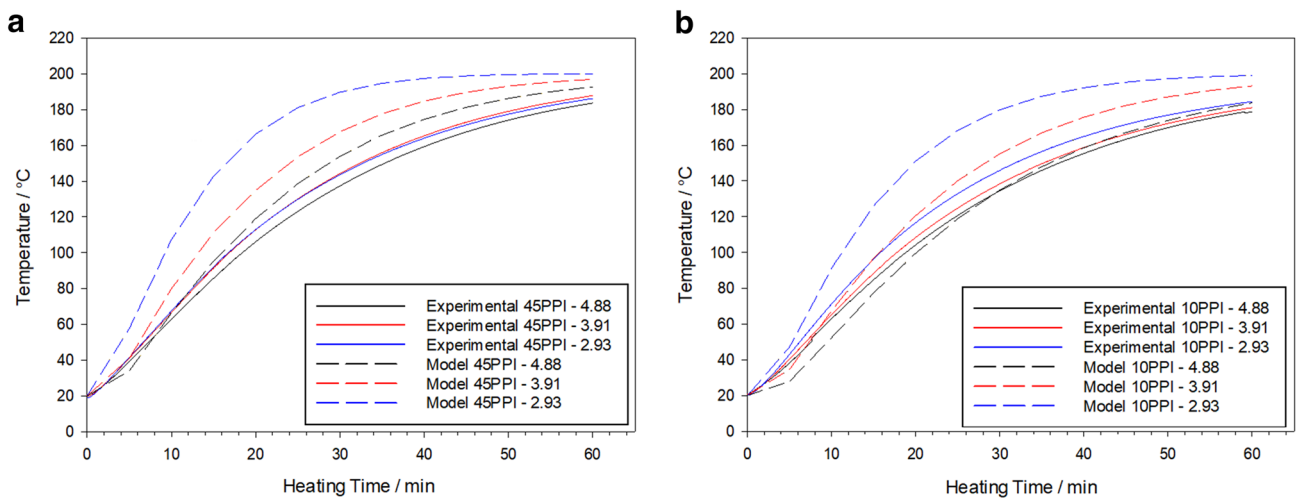 a
220
200
180
160
140
120
100
80
60
40
20
0
Temperature / °C
0 10 20 30 40 50 60
Heating Time / min
Experimental 45PPI - 4.88
Experimental 45PPI - 3.91
Experimental 45PPI - 2.93
Model 45PPI - 4.88
Model 45PPI - 3.91
Model 45PPI - 2.93
b
220
200
180
160
140
120
100
80
60
40
20
0
Temperature / °C
0 10 20 30 40 50 60
Heating Time / min
Experimental 10PPI - 4.88
Experimental 10PPI - 3.91
Experimental 10PPI - 2.93
Model 10PPI - 4.88
Model 10PPI - 3.91
Model 10PPI - 2.93